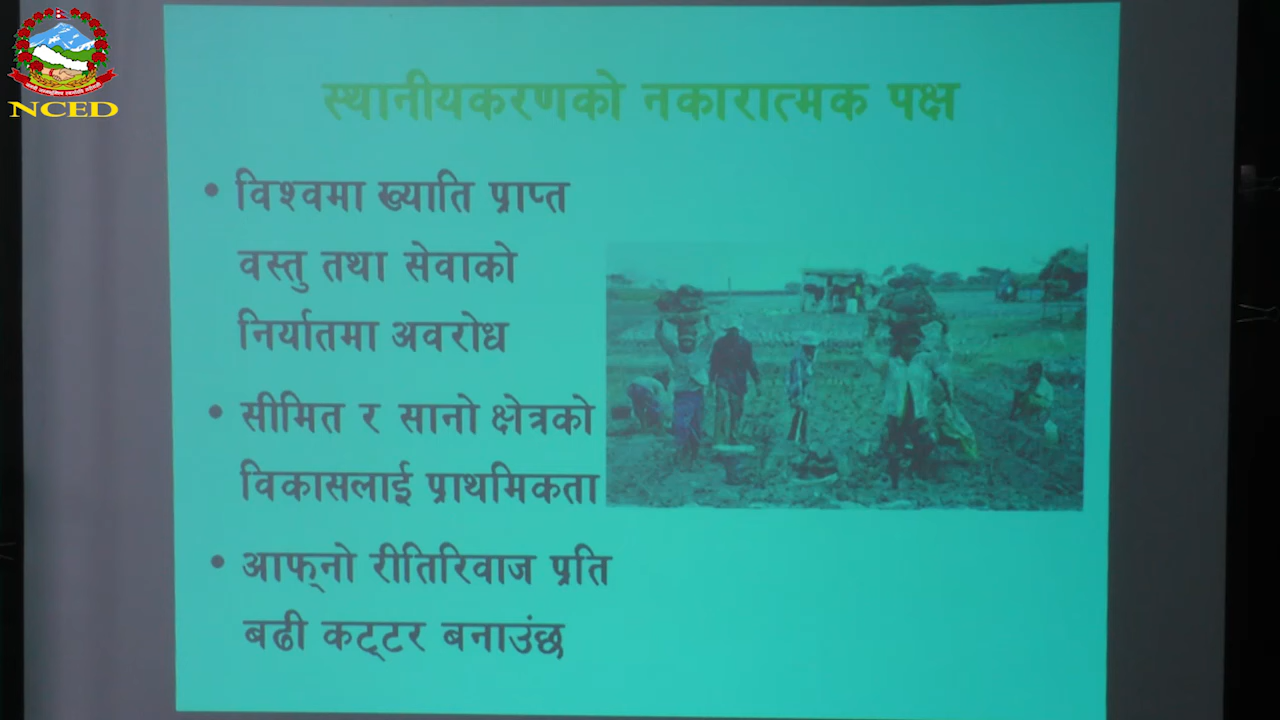 NCED
स्थानीयकरणको नकारात्मक पक्ष
• विश्वमा ख्याति प्राप्त
वस्तु तथा सेवाको
निर्यातमा अवरोध
• सीमित र सानो क्षेत्रको
विकासलाई प्राथमिकता
• आफ्‌नो रीतिरिवाज प्रति
बढी कट्‌टर बनाउंछ